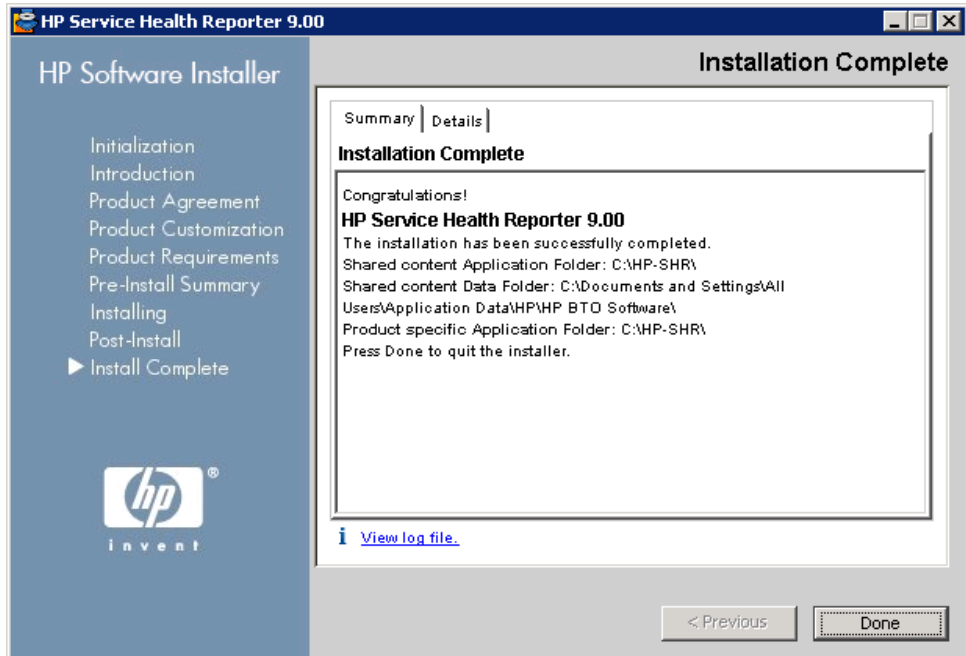 HP Service Health Reporter 9.00
HP Software Installer
Installation Complete
Initialization
Introduction
Product Agreement
Product Customization
Product Requirements
Pre-Install Summary
Installing
Post-Install
Install Complete
hp
®
invent
Summary
Details
Installation Complete
Congratulations!
HP Service Health Reporter 9.00
The installation has been successfully completed.
Shared content Application Folder: C:\HP-SHR\
Shared content Data Folder: C:\Documents and Settings\All
Users\Application Data\HP\HP BTO Software\
Product specific Application Folder: C:\HP-SHR\
Press Done to quit the installer.
i View log file.
< Previous
Done